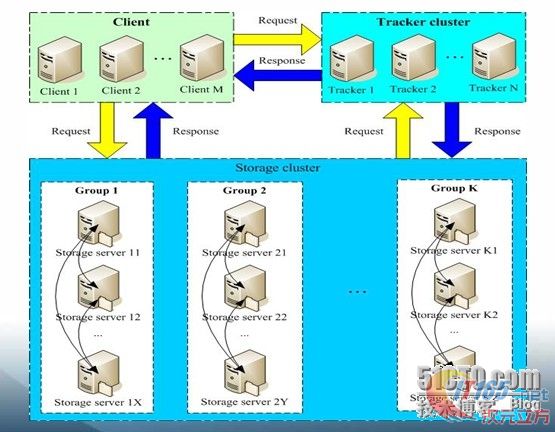 Client
Request
Tracker cluster
...
Client 1
Client 2
Client M
Response
...
Tracker 1
Tracker 2
Tracker N
Request
Response
Request
Response
Storage cluster
Group 1
Storage server 11
Storage server 12
...
Storage server 1X
Group 2
Storage server 21
Storage server 22
...
Storage server 2Y
...
Group K
Storage server K1
Storage server K2
...
51CTO.com
技术博客 Blog